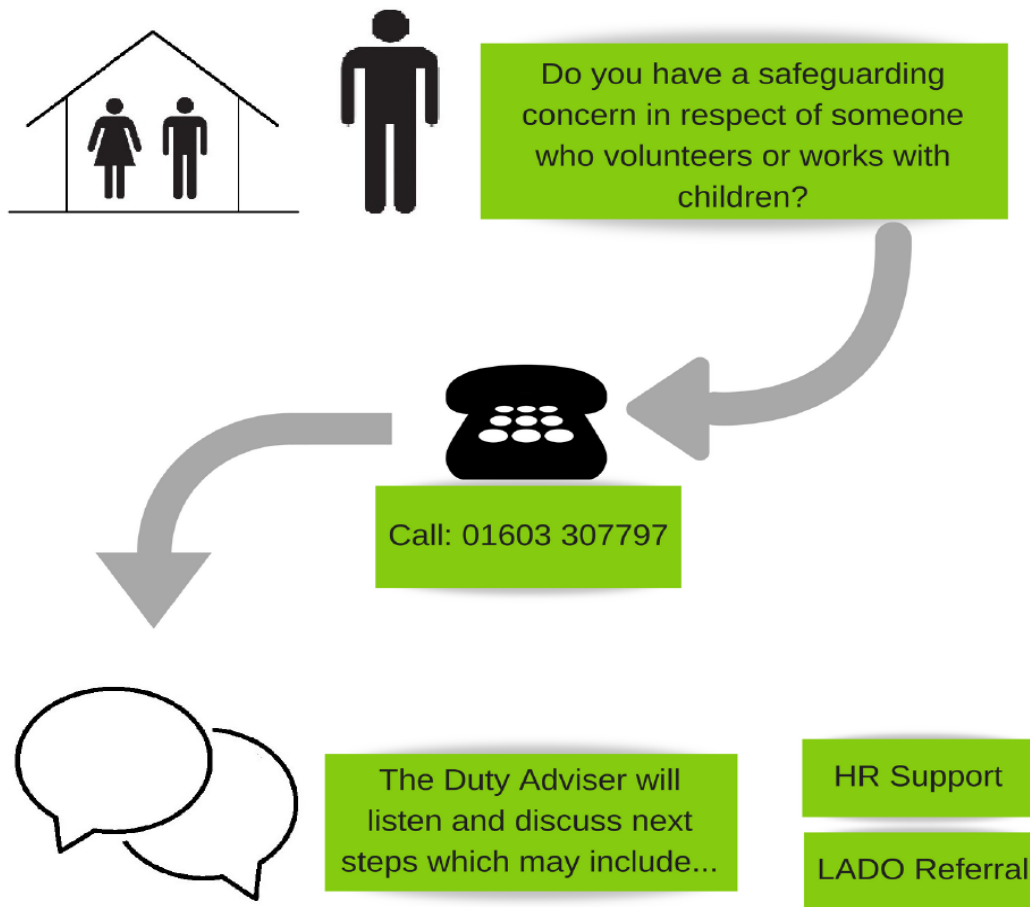 Do you have a safeguarding
concern in respect of someone
who volunteers or works with
children?
Call: 01603 307797
The Duty Adviser will
listen and discuss next
steps which may include...
HR Support
LADO Referral